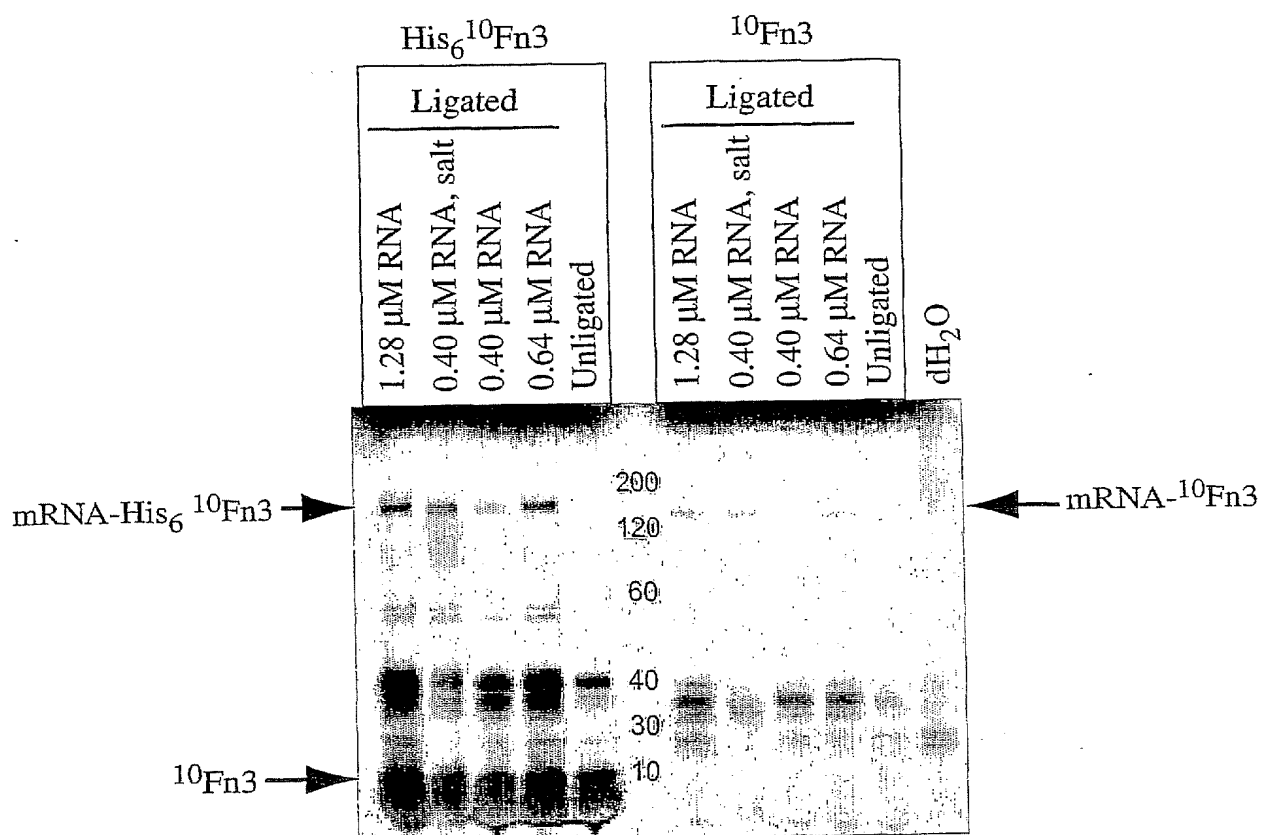 His₆¹⁰Fn3
¹⁰Fn3
Ligated
Ligated
1.28 µM RNA
0.40 µM RNA, salt
0.40 µM RNA
0.64 µM RNA
Unligated
1.28 µM RNA
0.40 µM RNA, salt
0.40 µM RNA
0.64 µM RNA
Unligated
dH₂O
200
mRNA-His₆ ¹⁰Fn3
mRNA-¹⁰Fn3
120
60
40
30
10
¹⁰Fn3